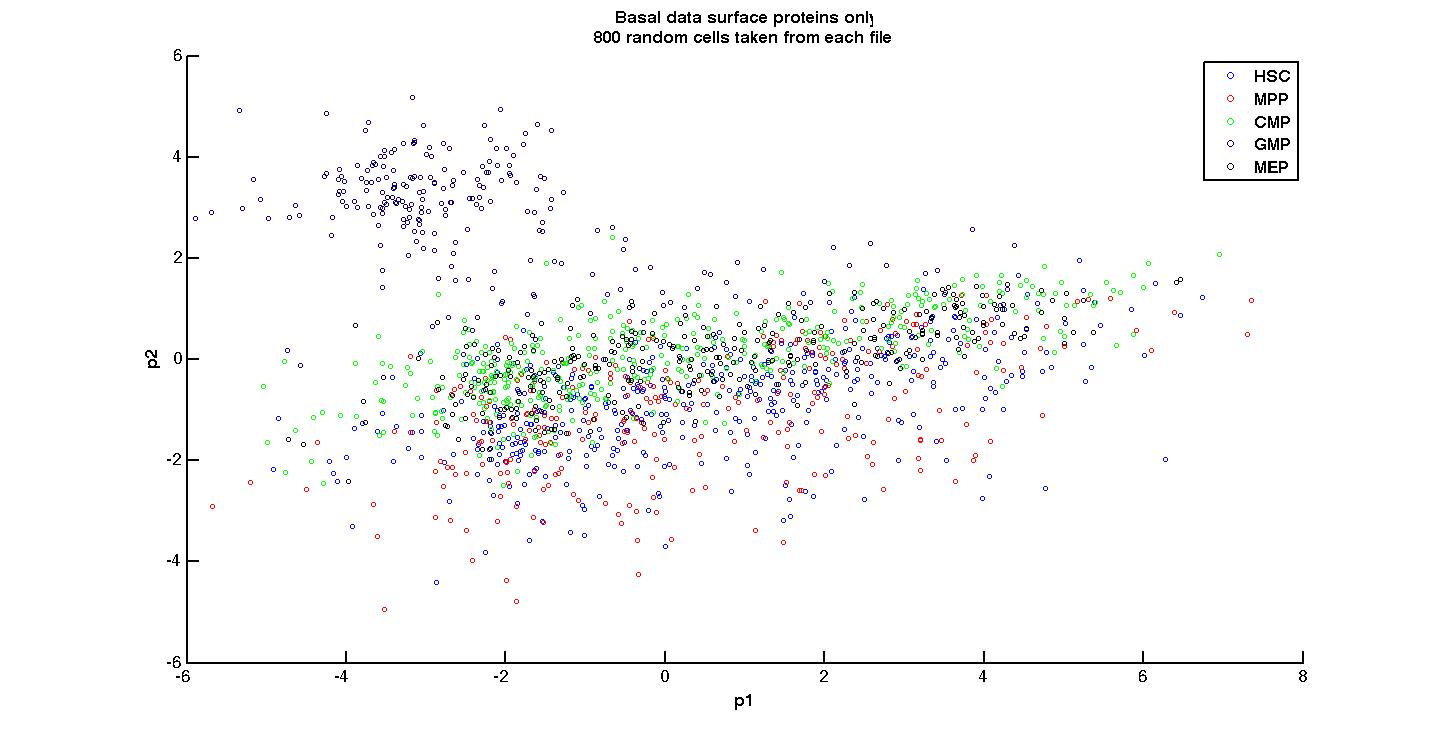 Basal data surface proteins only
800 random cells taken from each file
6
4
2
0
-2
-4
-6
p2
-6
-4
-2
0
2
4
6
8
p1
HSC
MPP
CMP
GMP
MEP